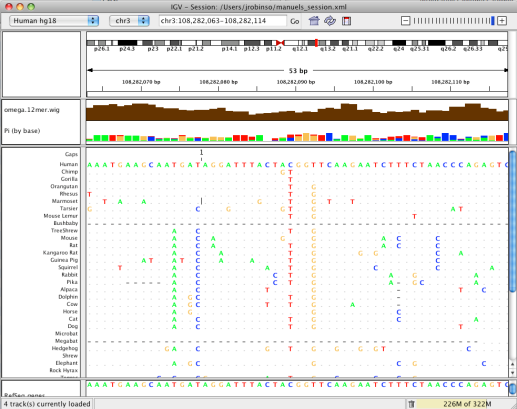 IGV - Session: /Users/jrobinso/manuels_session.xml
Human hg18 chr3 chr3:108,282,063-108,282,114 Go
p26.1 p24.3 p23 p22.1 p21.2 p14.1 p12.3 p11.2 q11.2 q12.1 q13.2 q21.1 q22.2 q24 q25.1 q26.1 q26.33
53 bp
108,282,070 bp 108,282,080 bp 108,282,090 bp 108,282,100 bp 108,282,110 bp
omega.12mer.wig
Pi (by base)
Gaps 1
Human A A A T G A A G C A A T G A T A G G A T T T A C T A C G G T T C A A G A A T C T T T C T A A C C C A G A G T C
Chimp G
Gorilla T
Orangutan T G
Rhesus T T G
Marmoset T A A G T T T
Tarsier G C G T G A T
Mouse Lemur T G T
Bushbaby
TreeShrew A C T G
Mouse A C A T G A C C
Rat A C A T G C C
Kangaroo Rat A C G T G G G C
Guinea Pig A T A T C A T G C A
Squirrel T A C C T G C C A
Rabbit A C C T G A G
Pika - - - - - A C C T G A - G C A
Alpaca A C T T G - T C
Dolphin A G C T G -
Cow A G C T T G A -
Horse A G C T G C
Cat A C T G C
Dog A C T T G
Microbat
Megabat
Hedgehog G A C G T G G G G T C
Shrew
Elephant A C T G C G
Rock Hyrax
A A A T G A A G C A A T G A T A G G A T T T A C T A C G G T T C A A G A A T C T T T C T A A C C C A G A G T C
RefSeq genes
4 track(s) currently loaded 226M of 322M